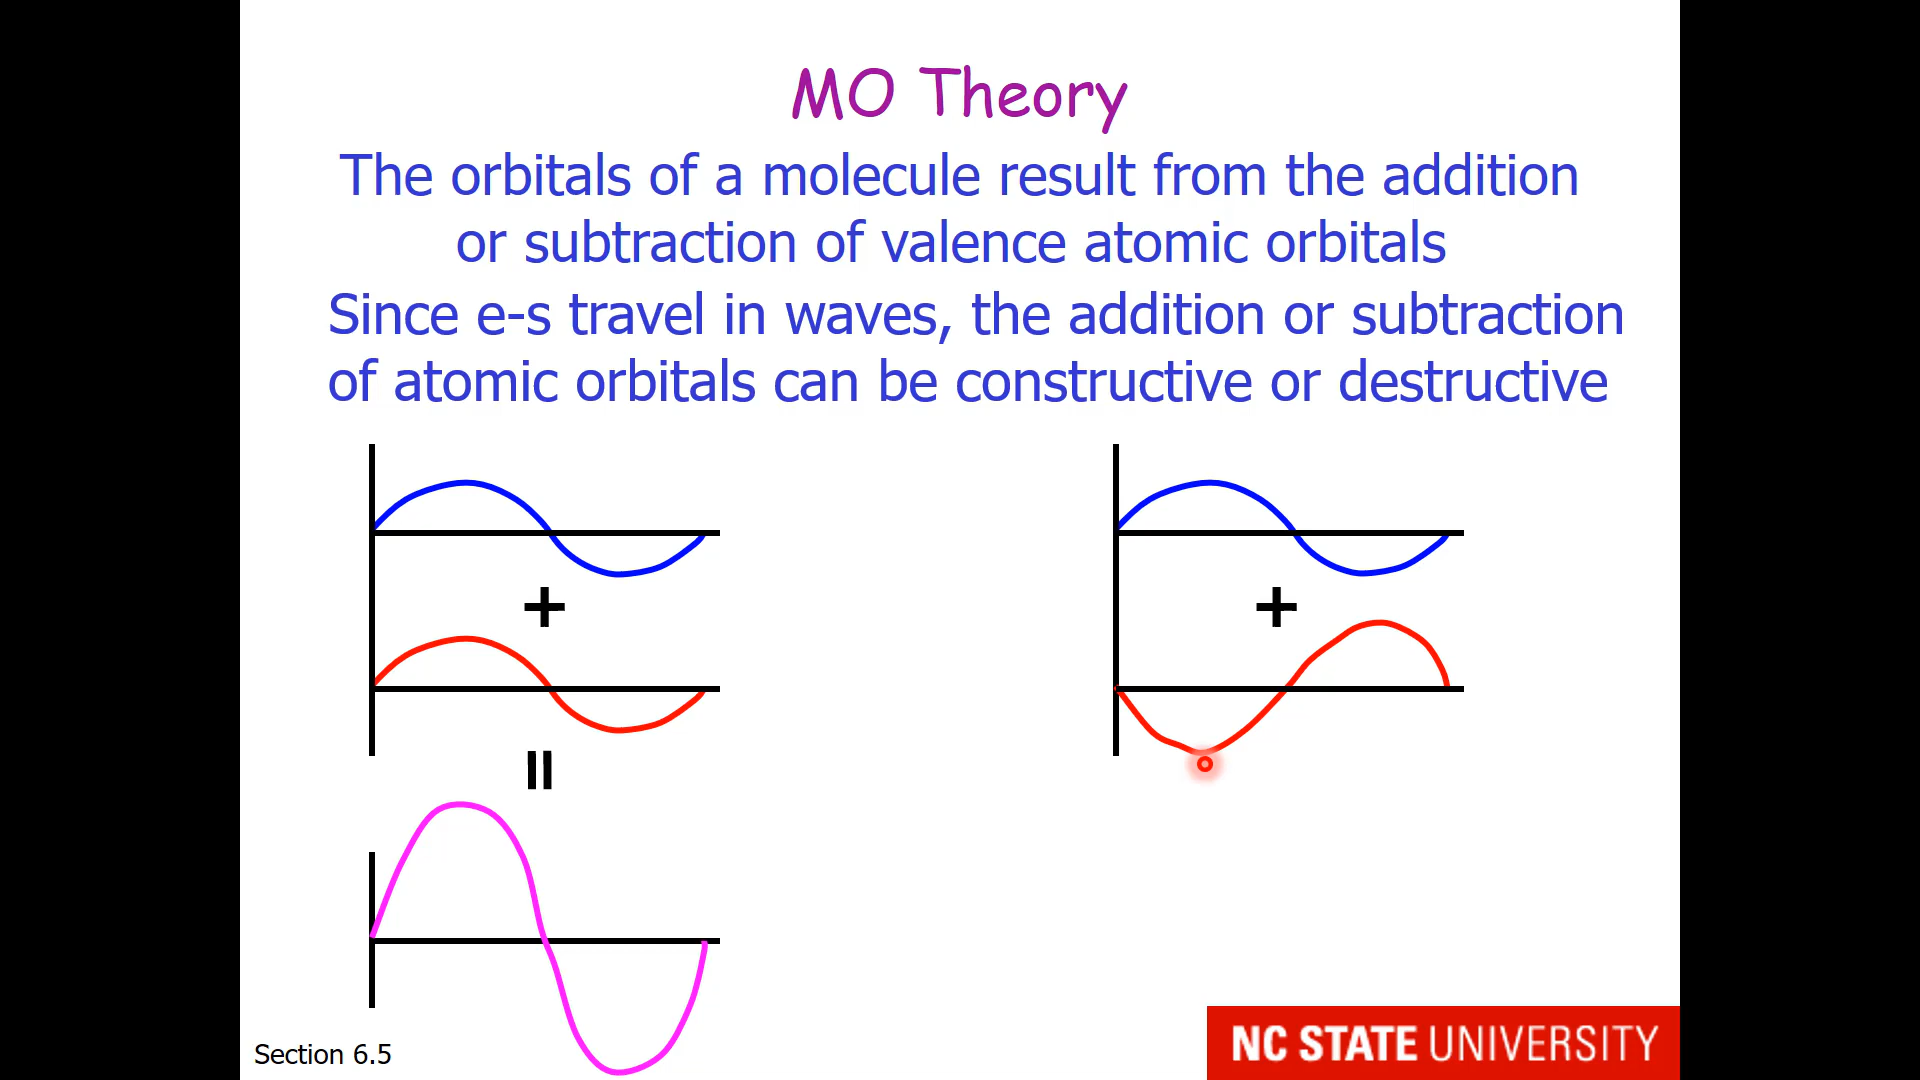 MO Theory
The orbitals of a molecule result from the addition
or subtraction of valence atomic orbitals
Since e-s travel in waves, the addition or subtraction
of atomic orbitals can be constructive or destructive
+
+
=
Section 6.5
NC STATE UNIVERSITY